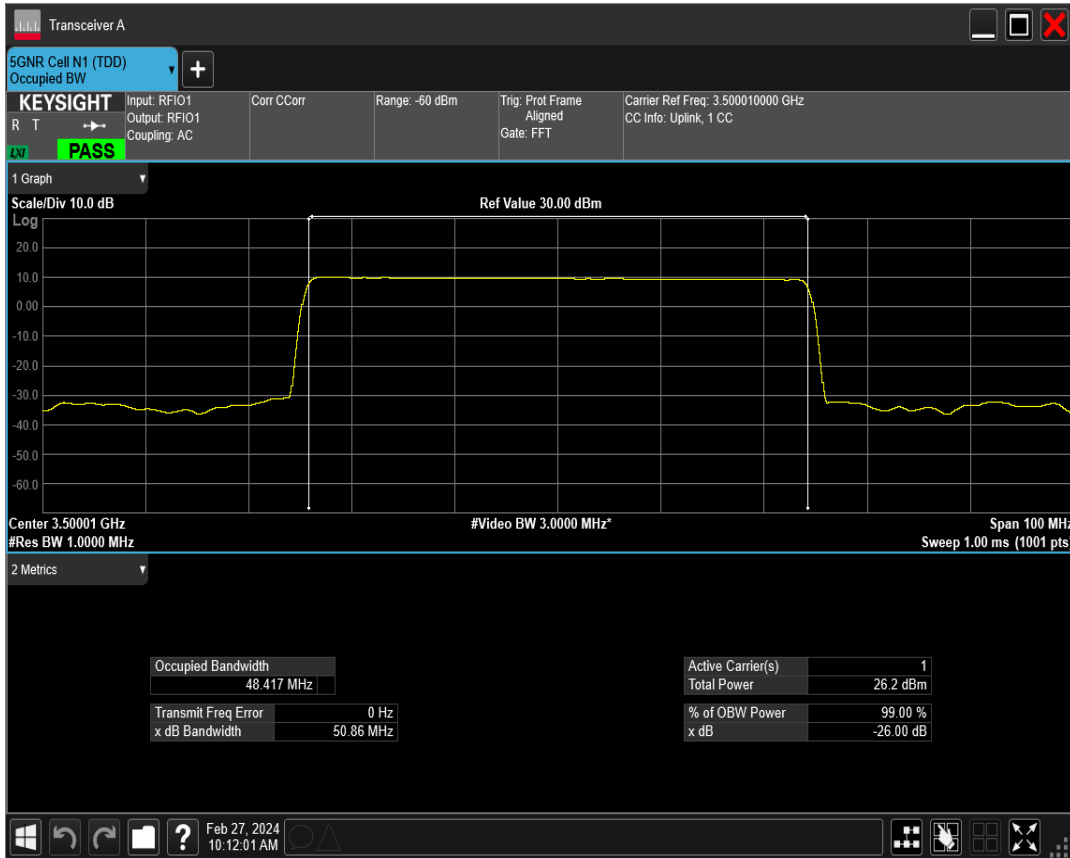 Transceiver A
5GNR Cell N1 (TDD)
Occupied BW
+
KEYSIGHT
R T
LXI
PASS
Input: RFIO1
Output: RFIO1
Coupling: AC
Corr CCorr
Range: -60 dBm
Trig: Prot Frame
Aligned
Gate: FFT
Carrier Ref Freq: 3.500010000 GHz
CC Info: Uplink, 1 CC
1 Graph
Scale/Div 10.0 dB
Ref Value 30.00 dBm
Log
20.0
10.0
0.00
-10.0
-20.0
-30.0
-40.0
-50.0
-60.0
Center 3.50001 GHz
#Video BW 3.0000 MHz*
Span 100 MHz
#Res BW 1.0000 MHz
Sweep 1.00 ms (1001 pts)
2 Metrics
Occupied Bandwidth
48.417 MHz
Transmit Freq Error 0 Hz
x dB Bandwidth 50.86 MHz
Active Carrier(s) 1
Total Power 26.2 dBm
% of OBW Power 99.00 %
x dB -26.00 dB
?
Feb 27, 2024
10:12:01 AM